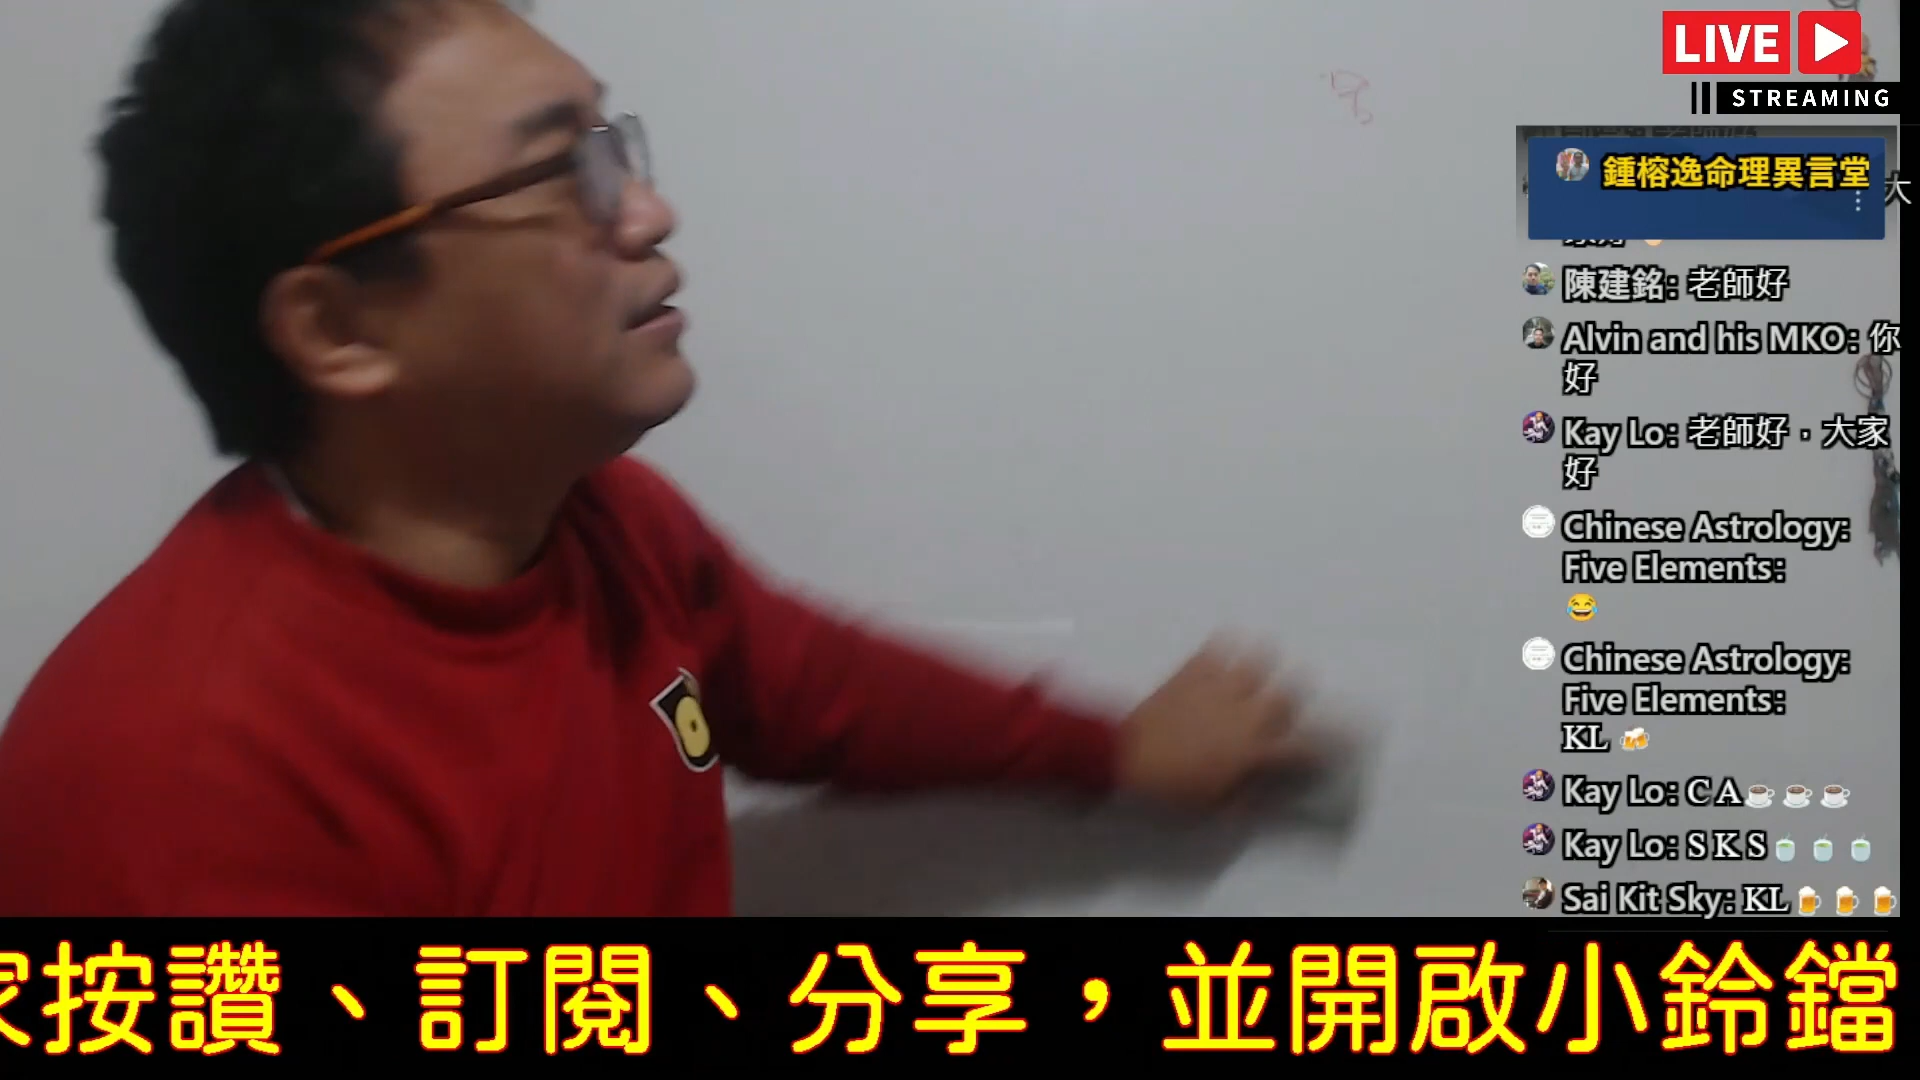 LIVE
STREAMING
鍾榕逸命理異言堂
大
陳建銘: 老師好
Alvin and his MKO: 你
好
Kay Lo: 老師好·大家
好
Chinese Astrology:
Five Elements:
😂
Chinese Astrology:
Five Elements:
KL 🍻
Kay Lo: C A☕☕☕
Kay Lo: S K S🍵🍵🍵
Sai Kit Sky: KL🍺🍺🍺
家按讚、訂閱、分享，並開啟小鈴鐺